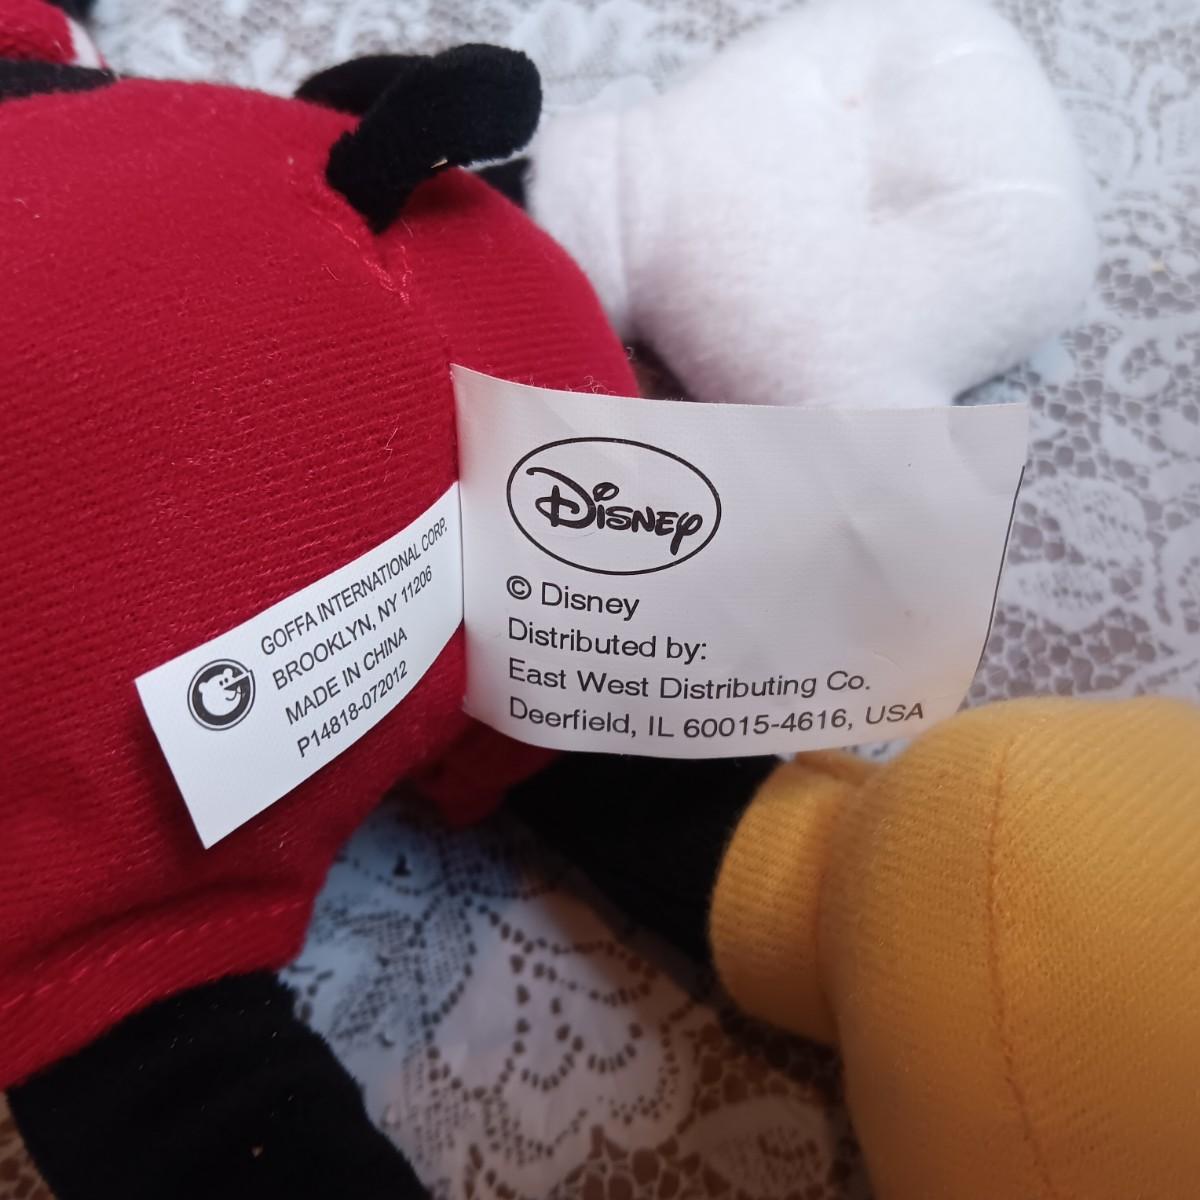 GOFFA INTERNATIONAL CORP.
BROOKLYN, NY 11206
MADE IN CHINA
P14818-072012
Disney
© Disney
Distributed by:
East West Distributing Co.
Deerfield, IL 60015-4616, USA